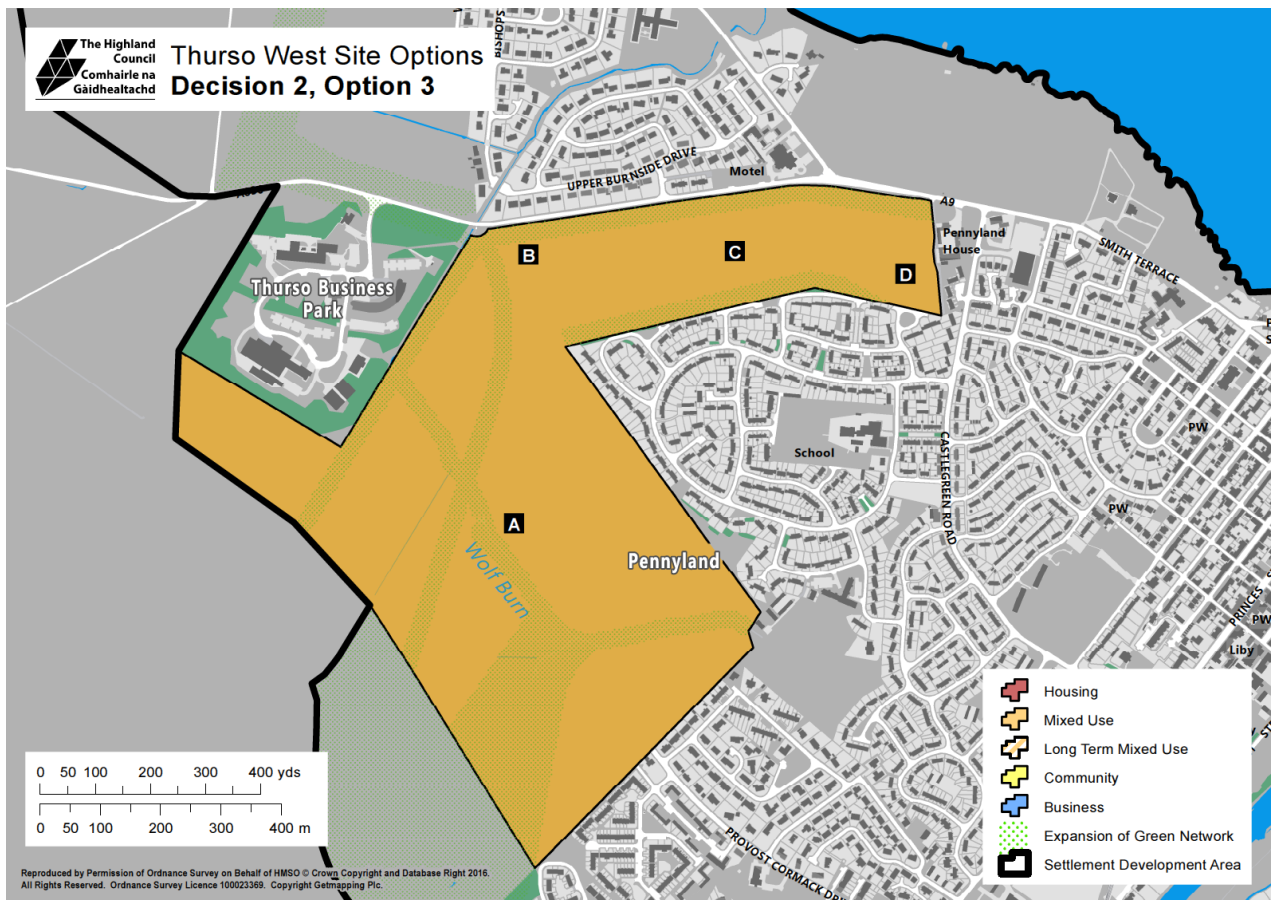 The Highland
Council
Comhairle na
Gàidhealtachd
Thurso West Site Options
Decision 2, Option 3
BISHOPS
UPPER BURNSIDE DRIVE
Motel
A9
Pennyland
House
SMITH TERRACE
B
C
D
Thurso Business
Park
School
CASTLEGREEN ROAD
PW
PW
A
Wolf Burn
Pennyland
PRINCES
PW
Liby
PROVOST CORMACK
Housing
Mixed Use
Long Term Mixed Use
Community
Business
Expansion of Green Network
Settlement Development Area
0 50 100 200 300 400 yds
0 50 100 200 300 400 m
Reproduced by Permission of Ordnance Survey on Behalf of HMSO © Crown Copyright and Database Right 2016.
All Rights Reserved. Ordnance Survey Licence 100023369. Copyright Getmapping Plc.